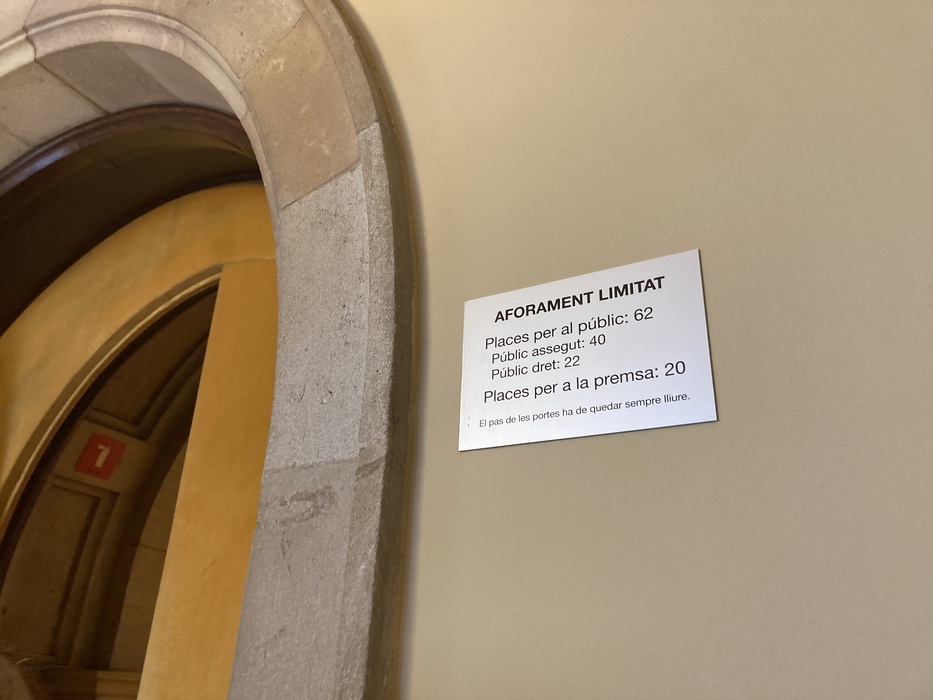 AFORAMENT LIMITAT
Places per al públic: 62
Públic assegut: 40
Públic dret: 22
Places per a la premsa: 20
El pas de les portes ha de quedar sempre lliure.
1